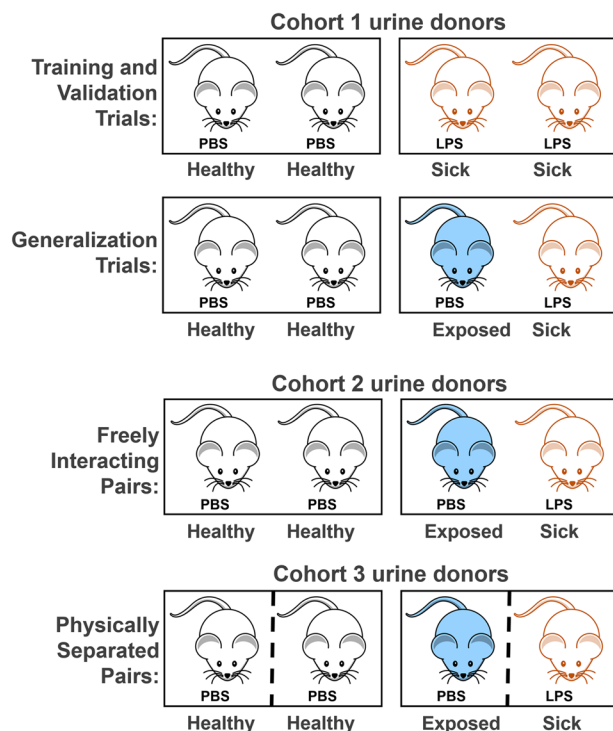 Cohort 1 urine donors
Training and
Validation
Trials:
PBS PBS LPS LPS
Healthy Healthy Sick Sick
Generalization
Trials:
PBS PBS PBS LPS
Healthy Healthy Exposed Sick
Cohort 2 urine donors
Freely
Interacting
Pairs:
PBS PBS PBS LPS
Healthy Healthy Exposed Sick
Cohort 3 urine donors
Physically
Separated
Pairs:
PBS PBS PBS LPS
Healthy Healthy Exposed Sick